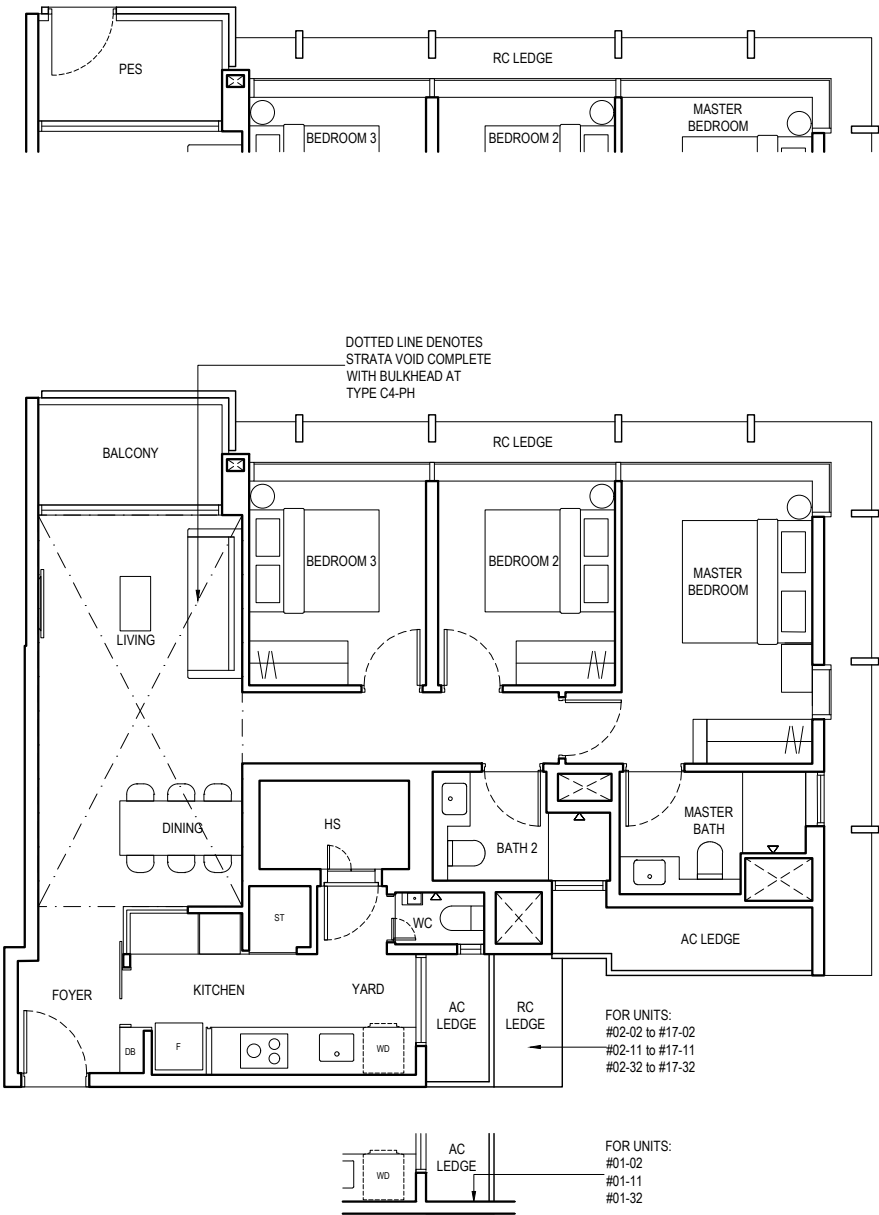 PES
RC LEDGE
BEDROOM 3
BEDROOM 2
MASTER
BEDROOM
DOTTED LINE DENOTES
STRATA VOID COMPLETE
WITH BULKHEAD AT
TYPE C4-PH
BALCONY
RC LEDGE
BEDROOM 3
BEDROOM 2
MASTER
BEDROOM
LIVING
DINING
HS
BATH 2
MASTER
BATH
ST
WC
AC LEDGE
FOYER
KITCHEN
YARD
AC
LEDGE
RC
LEDGE
DB
F
WD
FOR UNITS:
#02-02 to #17-02
#02-11 to #17-11
#02-32 to #17-32
WD
AC
LEDGE
FOR UNITS:
#01-02
#01-11
#01-32